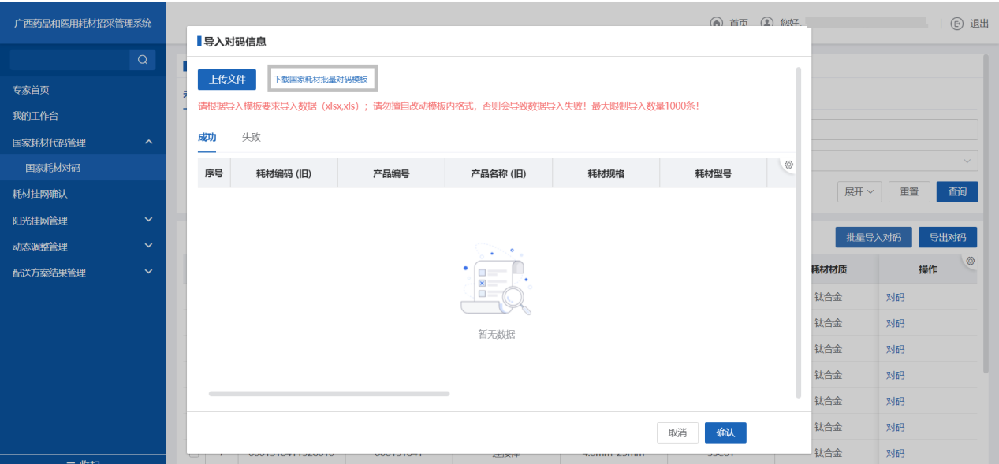 广西药品和医用耗材招采管理系统
首页 您好, 退出
专家首页
我的工作台
国家耗材代码管理
国家耗材对码
耗材挂网确认
阳光挂网管理
动态调整管理
配送方案结果管理
导入对码信息
上传文件 下载国家耗材批量对码模板
请根据导入模板要求导入数据（xlsx,xls）；请勿擅自改动模板内格式，否则会导致数据导入失败！最大限制导入数量1000条！
成功 失败
序号 耗材编码 (旧) 产品编号 产品名称 (旧) 耗材规格 耗材型号
暂无数据
取消 确认
展开 重置 查询
批量导入对码 导出对码
耗材材质 操作
钛合金 对码
钛合金 对码
钛合金 对码
钛合金 对码
钛合金 对码
钛合金 对码
钛合金 对码